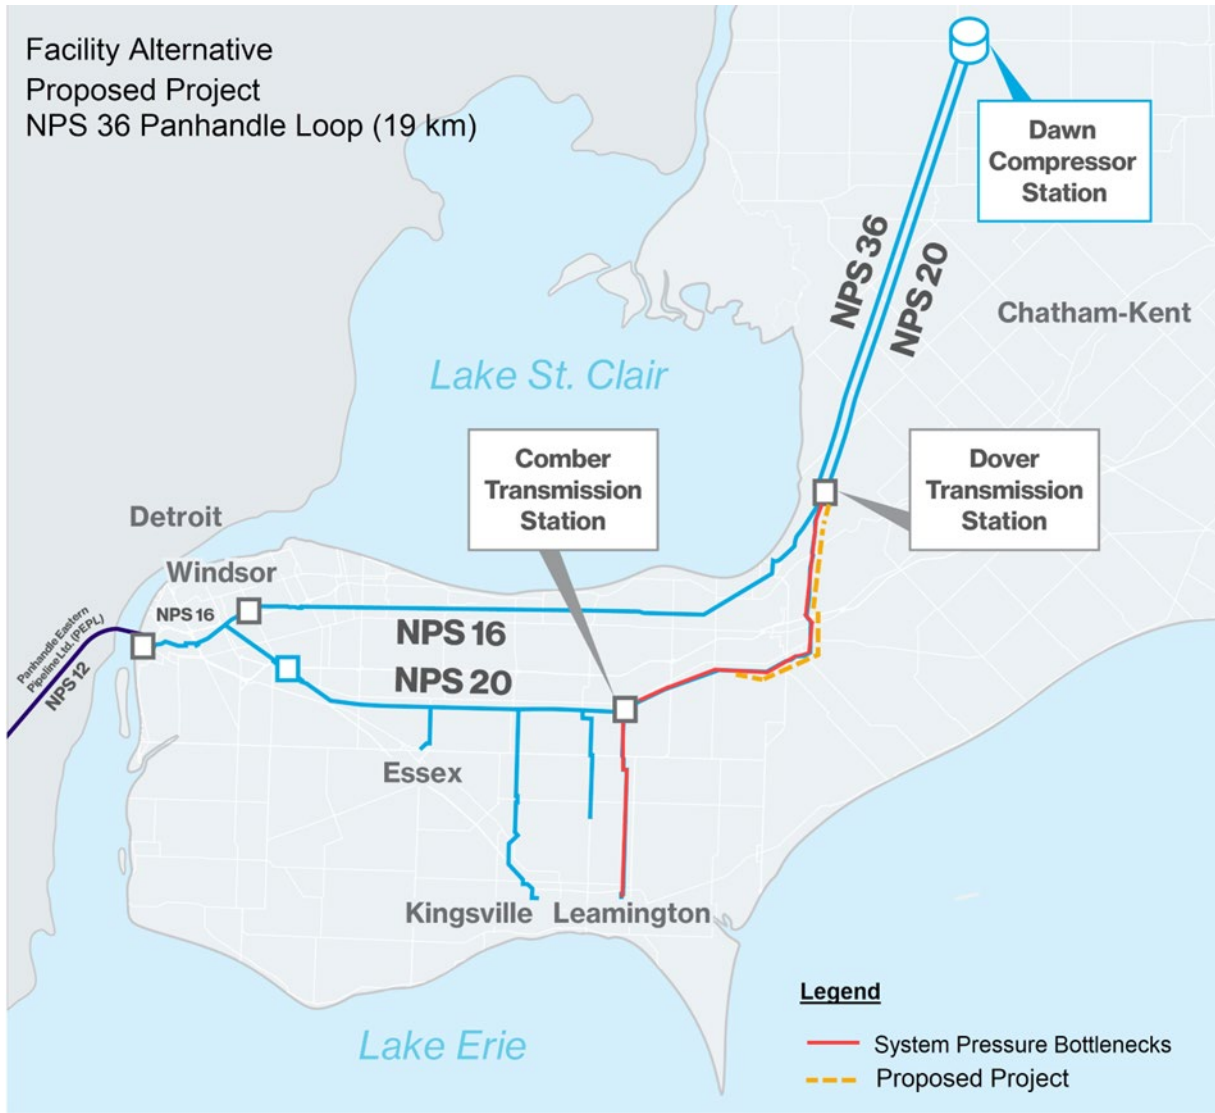 Facility Alternative
Proposed Project
NPS 36 Panhandle Loop (19 km)
Dawn
Compressor
Station
NPS 36
NPS 20
Chatham-Kent
Lake St. Clair
Comber
Transmission
Station
Dover
Transmission
Station
Detroit
Windsor
NPS 16
Panhandle Eastern
Pipeline Ltd. (PEPL)
NPS 12
NPS 16
NPS 20
Essex
Kingsville
Leamington
Lake Erie
Legend
System Pressure Bottlenecks
Proposed Project